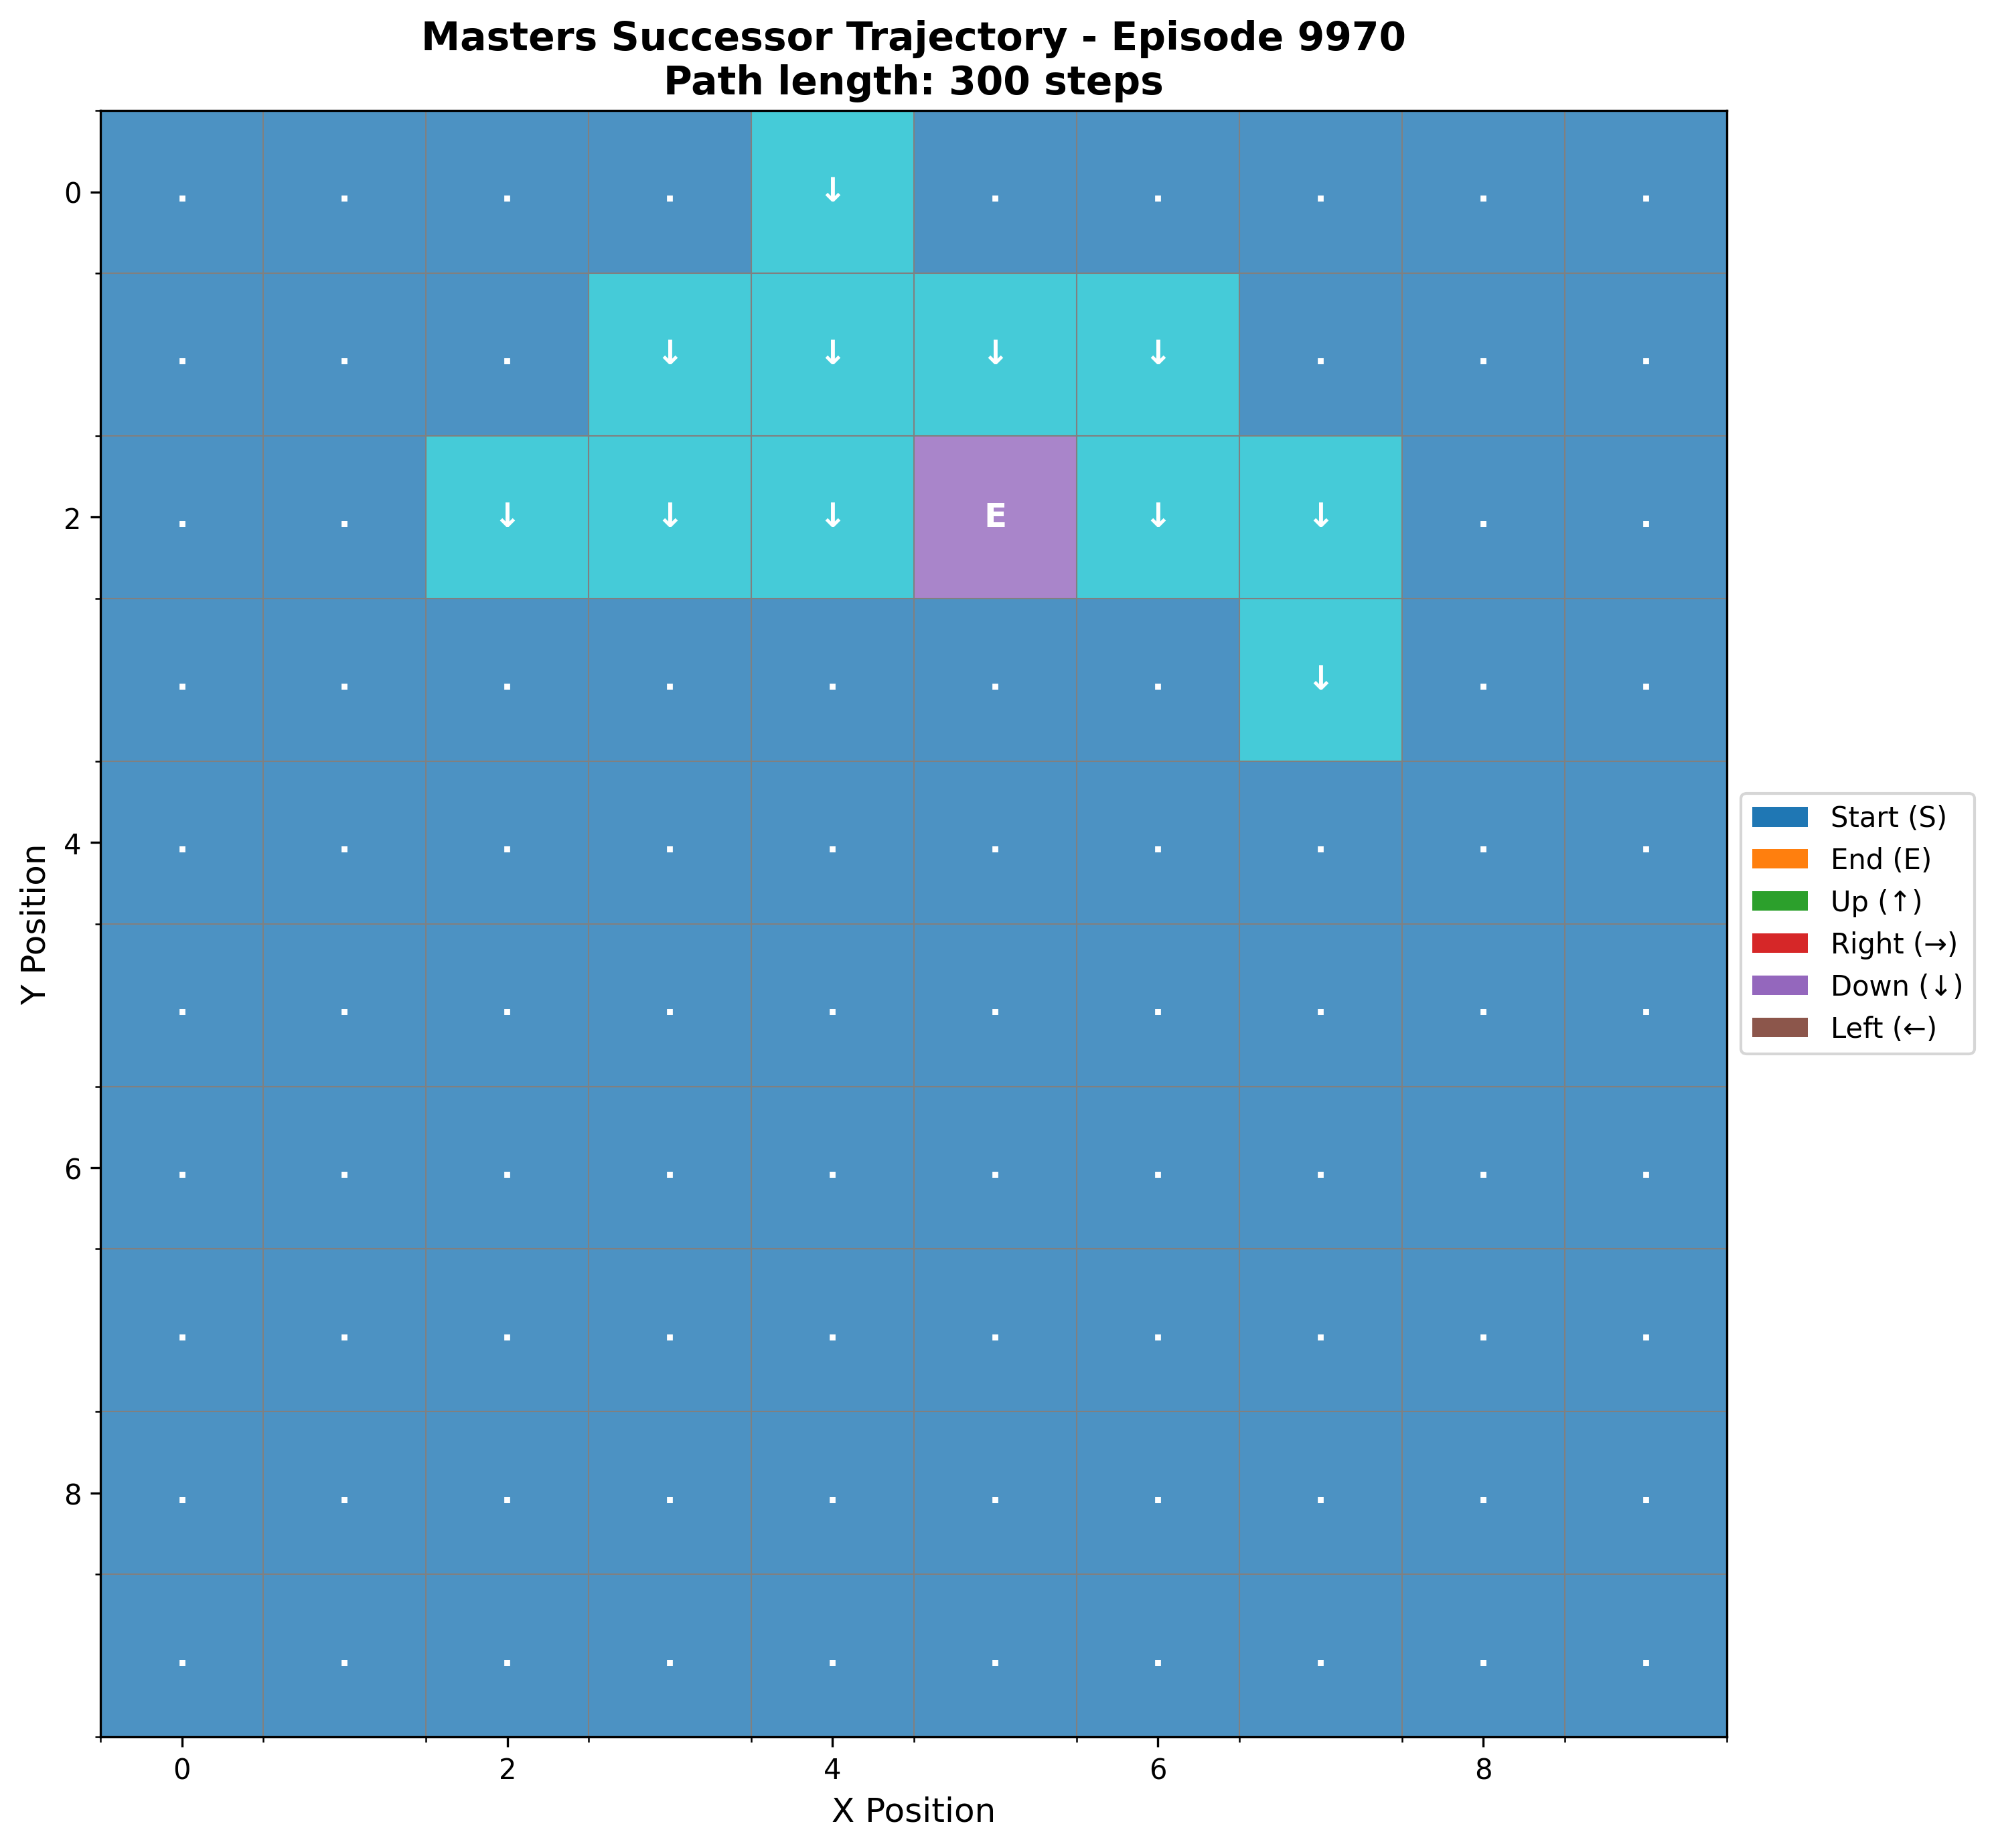 Masters Successor Trajectory - Episode 9970
Path length: 300 steps
0 . . . . ↓ . . . . .
. . . ↓ ↓ ↓ ↓ . . .
2 . . ↓ ↓ ↓ E ↓ ↓ . .
. . . . . . . ↓ . .
4 . . . . . . . . . .
. . . . . . . . . .
6 . . . . . . . . . .
. . . . . . . . . .
8 . . . . . . . . . .
. . . . . . . . . .
0 2 4 6 8
X Position
Y Position
Start (S)
End (E)
Up (↑)
Right (→)
Down (↓)
Left (←)